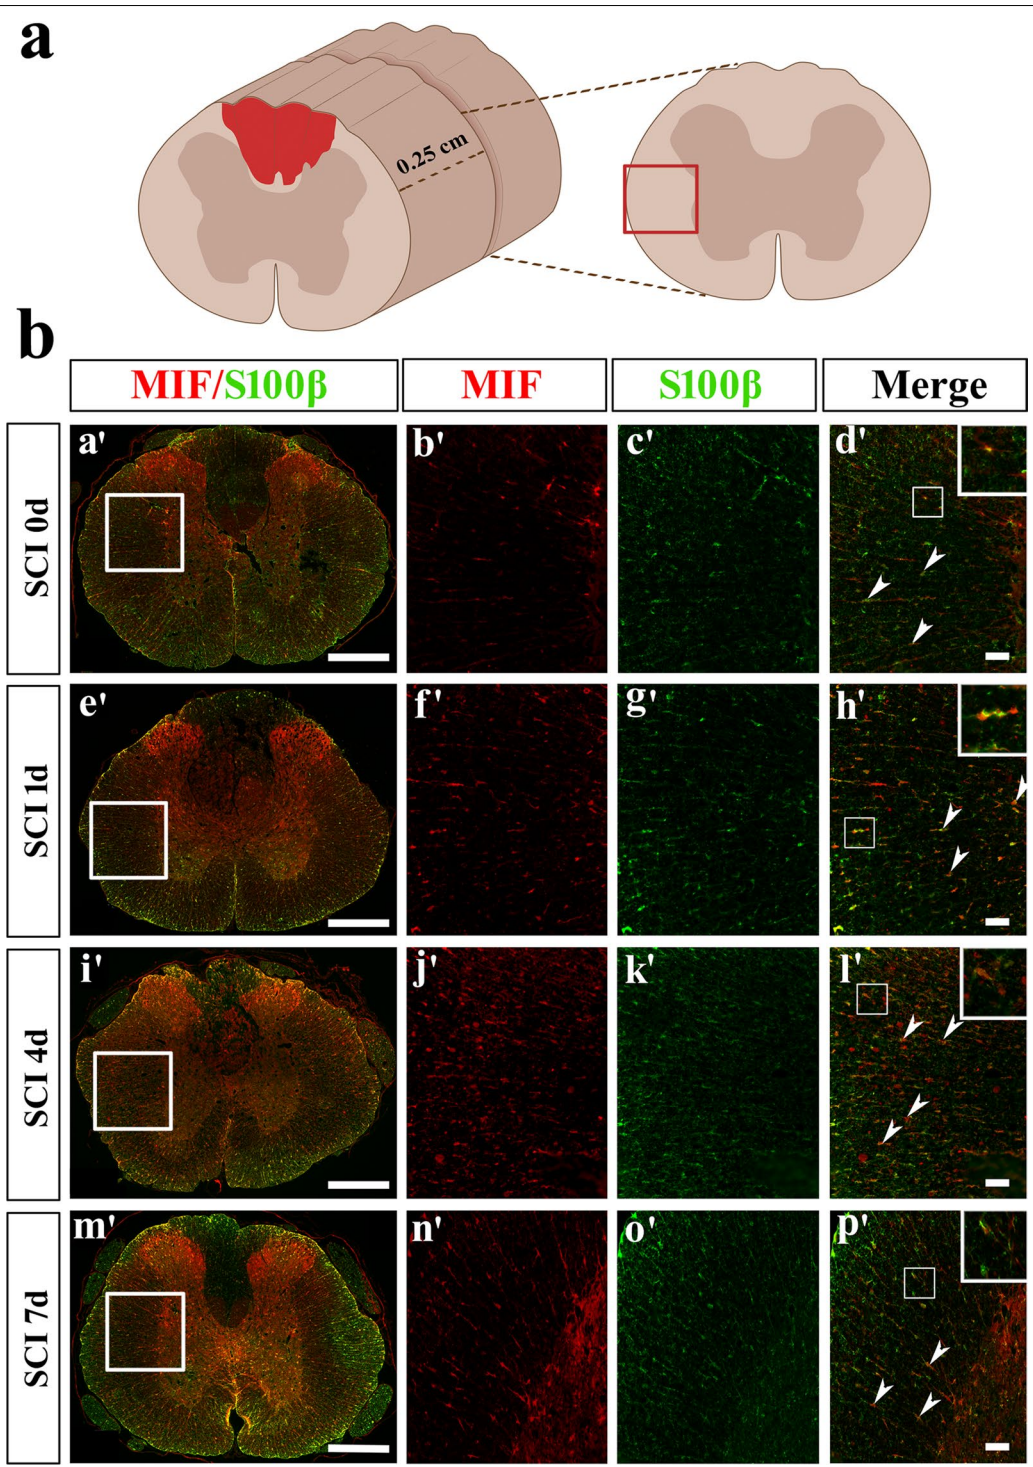 a
0.25 cm
b
MIF/S100β
MIF
S100β
Merge
SCI 0d
a'
b'
c'
d'
SCI 1d
e'
f'
g'
h'
SCI 4d
i'
j'
k'
l'
SCI 7d
m'
n'
o'
p'